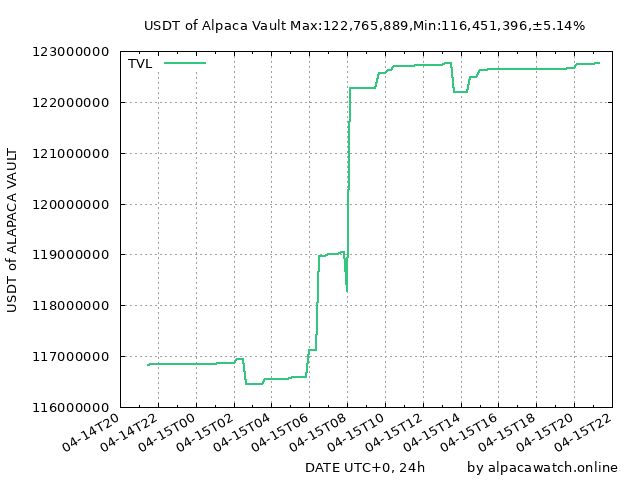 USDT of Alpaca Vault Max:122,765,889,Min:116,451,396,±5.14%
TVL
USDT of ALAPACA VAULT
123000000
122000000
121000000
120000000
119000000
118000000
117000000
116000000
04-14T20
04-14T22
04-15T00
04-15T02
04-15T04
04-15T06
04-15T08
04-15T10
04-15T12
04-15T14
04-15T16
04-15T18
04-15T20
04-15T22
DATE UTC+0, 24h
by alpacawatch.online